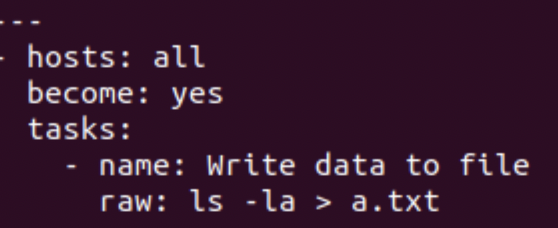 ---
- hosts: all
  become: yes
  tasks:
    - name: Write data to file
      raw: ls -la > a.txt